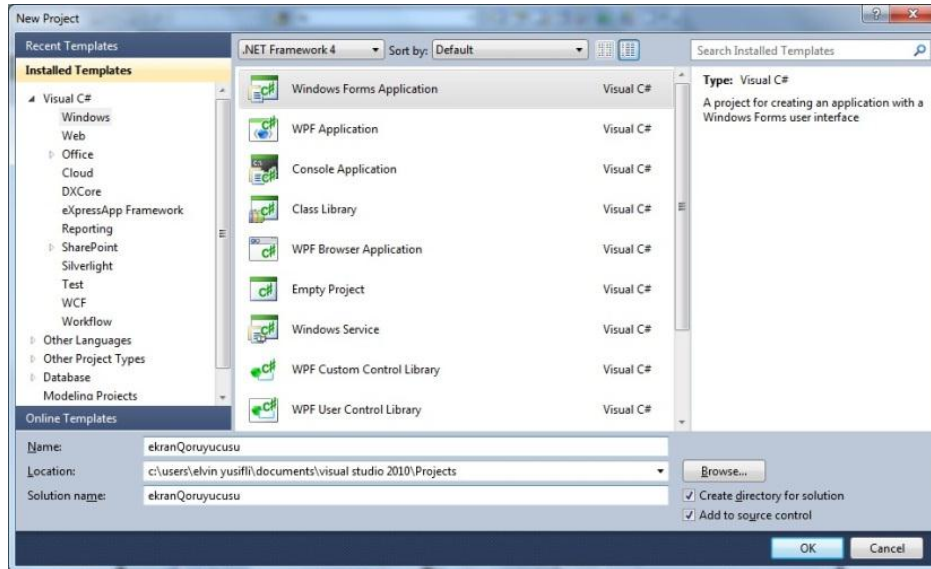 New Project
Recent Templates
Installed Templates
Visual C#
Windows
Web
Office
Cloud
DXCore
eXpressApp Framework
Reporting
SharePoint
Silverlight
Test
WCF
Workflow
Other Languages
Other Project Types
Database
Modeling Projects
Online Templates
.NET Framework 4 Sort by: Default
Windows Forms Application Visual C#
WPF Application Visual C#
Console Application Visual C#
Class Library Visual C#
WPF Browser Application Visual C#
Empty Project Visual C#
Windows Service Visual C#
WPF Custom Control Library Visual C#
WPF User Control Library Visual C#
Search Installed Templates
Type: Visual C#
A project for creating an application with a
Windows Forms user interface
Name: ekranQoruyucusu
Location: c:\users\elvin yusifli\documents\visual studio 2010\Projects
Browse...
Solution name: ekranQoruyucusu
Create directory for solution
Add to source control
OK Cancel